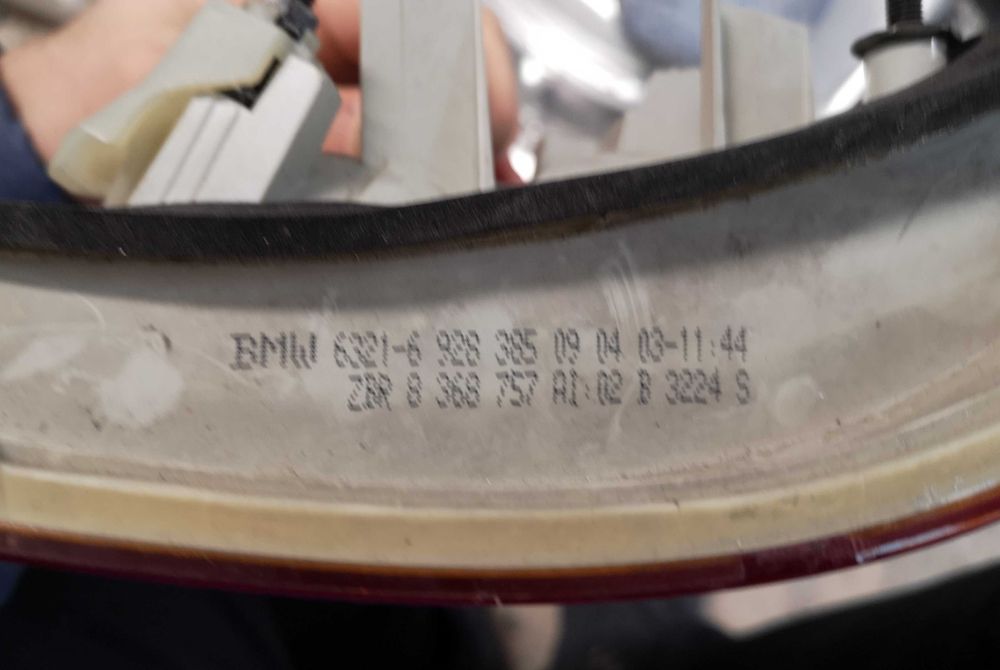 BMW 6321-6 928 385 09 04 03-11:44
ZBR 8 368 757 AI:02 B 3224 S